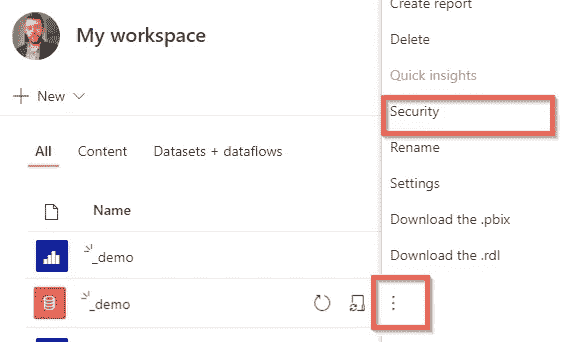 My workspace
+ New
All Content Datasets + dataflows
Name
_demo
_demo
Create report
Delete
Quick insights
Security
Rename
Settings
Download the .pbix
Download the .rdl